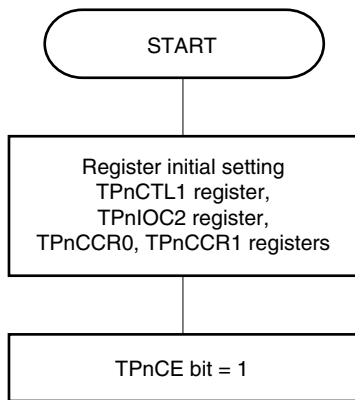 START
Register initial setting
TPnCTL1 register,
TPnIOC2 register,
TPnCCR0, TPnCCR1 registers
TPnCE bit = 1